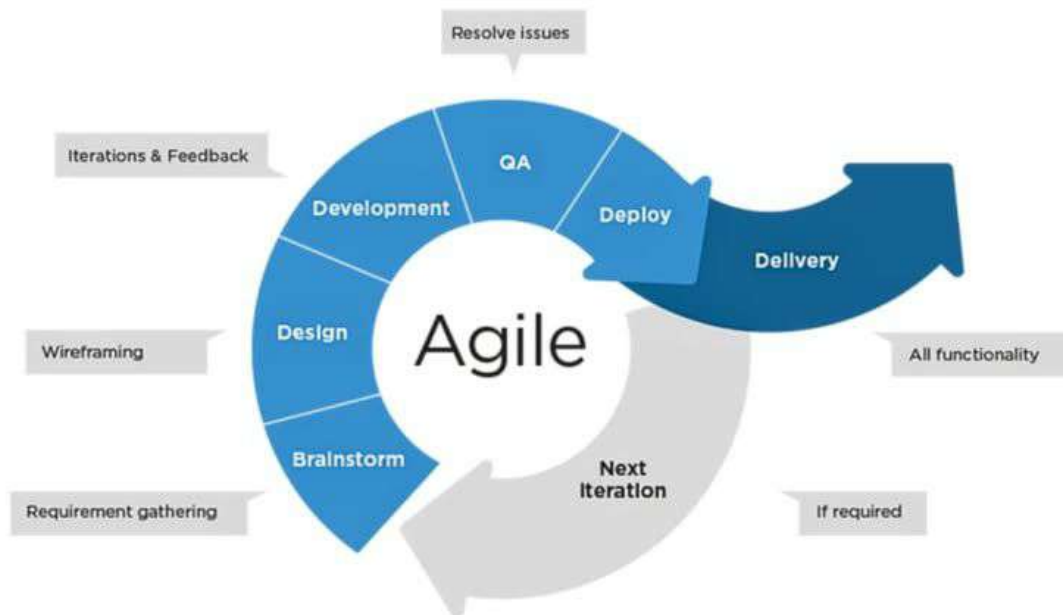 Resolve issues
Iterations & Feedback
QA
Development
Deploy
Delivery
Design
Agile
Wireframing
All functionality
Brainstorm
Next
Iteration
Requirement gathering
If required